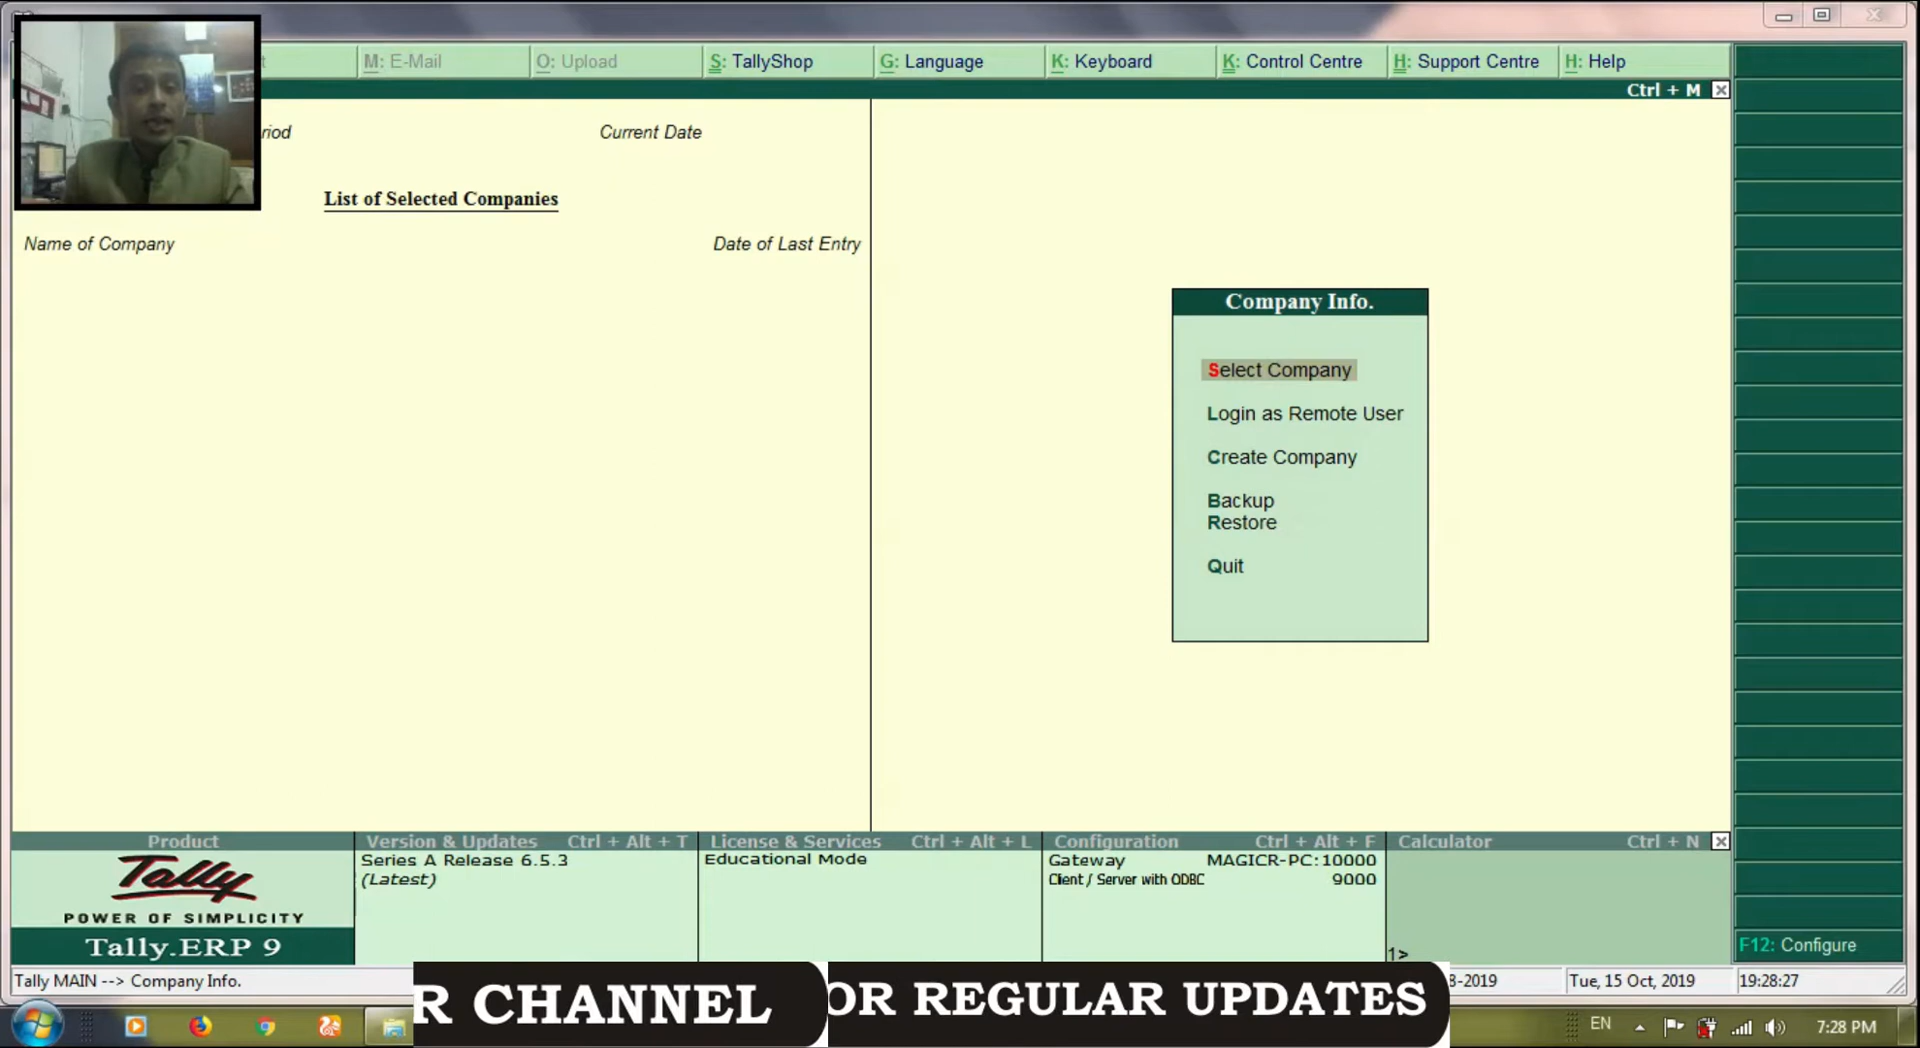 M: E-Mail
O: Upload
S: TallyShop
G: Language
K: Keyboard
K: Control Centre
H: Support Centre
H: Help
Ctrl + M
Current Date
List of Selected Companies
Name of Company
Date of Last Entry
Company Info.
Select Company
Login as Remote User
Create Company
Backup
Restore
Quit
Product
Tally
POWER OF SIMPLICITY
Tally.ERP 9
Version & Updates Ctrl + Alt + T
Series A Release 6.5.3
(Latest)
License & Services Ctrl + Alt + L
Educational Mode
Configuration Ctrl + Alt + F
Gateway MAGICR-PC:10000
Client / Server with ODBC 9000
Calculator Ctrl + N
1>
F12: Configure
Tally MAIN --> Company Info.
8-2019
Tue, 15 Oct, 2019
19:28:27
R CHANNEL
OR REGULAR UPDATES
EN
7:28 PM